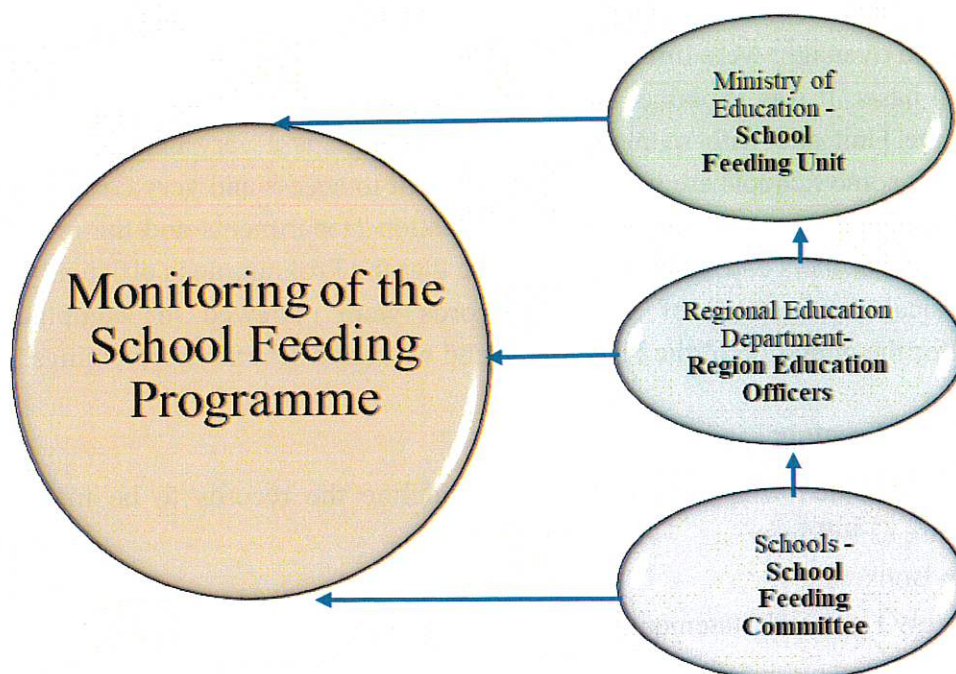 Ministry of
Education -
School
Feeding Unit
Monitoring of the
School Feeding
Programme
Regional Education
Department-
Region Education
Officers
Schools -
School
Feeding
Committee